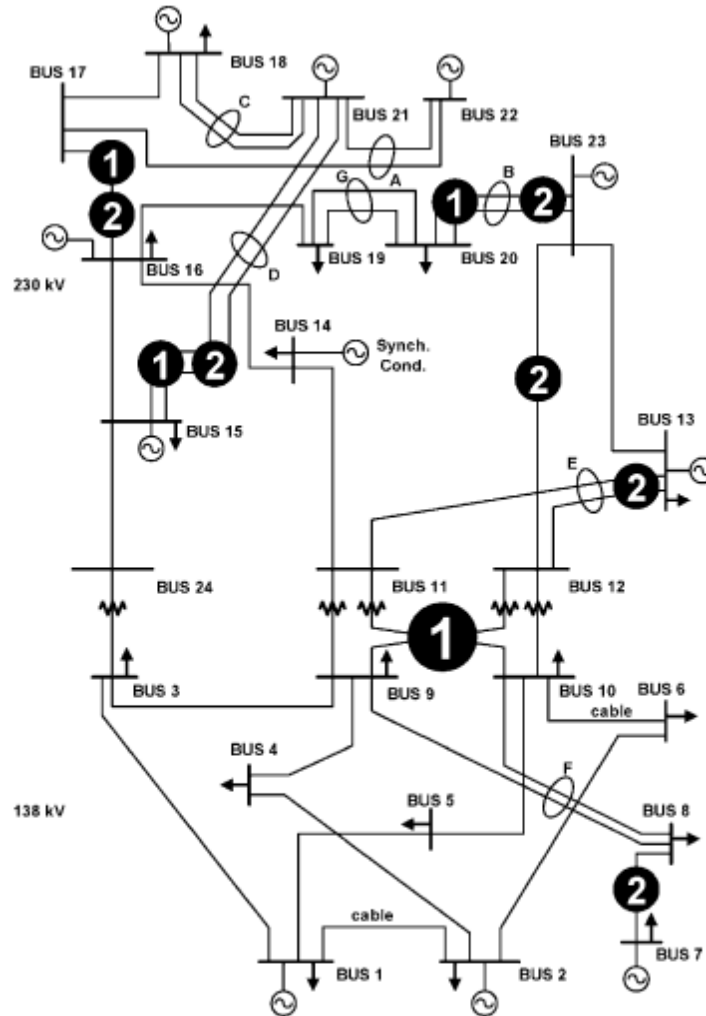 BUS 18
BUS 17
C
BUS 21
BUS 22
BUS 23
1
A
B
G
1
2
2
BUS 19
BUS 20
D
BUS 16
230 kV
BUS 14
Synch.
Cond.
1
2
2
BUS 15
BUS 13
E
2
BUS 24
BUS 11
BUS 12
1
BUS 3
BUS 9
BUS 10
BUS 6
cable
BUS 4
F
138 kV
BUS 5
BUS 8
2
cable
BUS 1
BUS 2
BUS 7